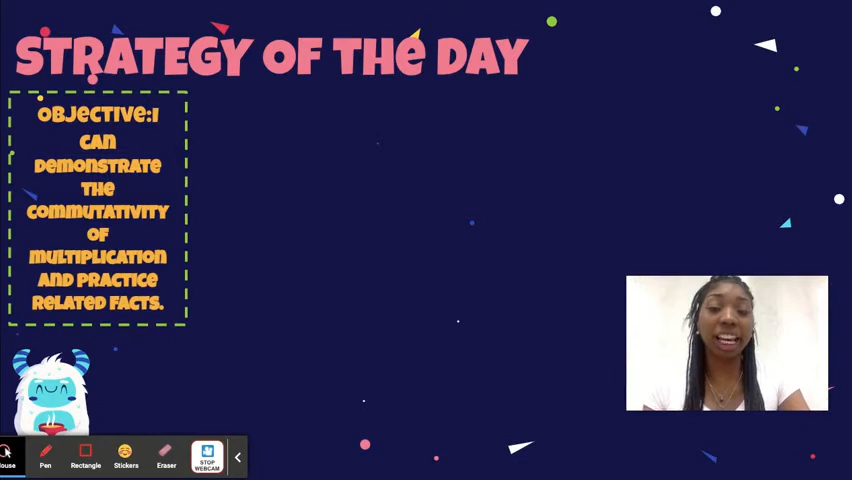 STRATEGY OF THE DAY
OBJECTIVE:I
CAN
DEMONSTRATE
THE
COMMUTATIVITY
OF
MULTIPLICATION
AND PRACTICE
RELATED FACTS.
Mouse
Pen
Rectangle
Stickers
Eraser
STOP
WEBCAM